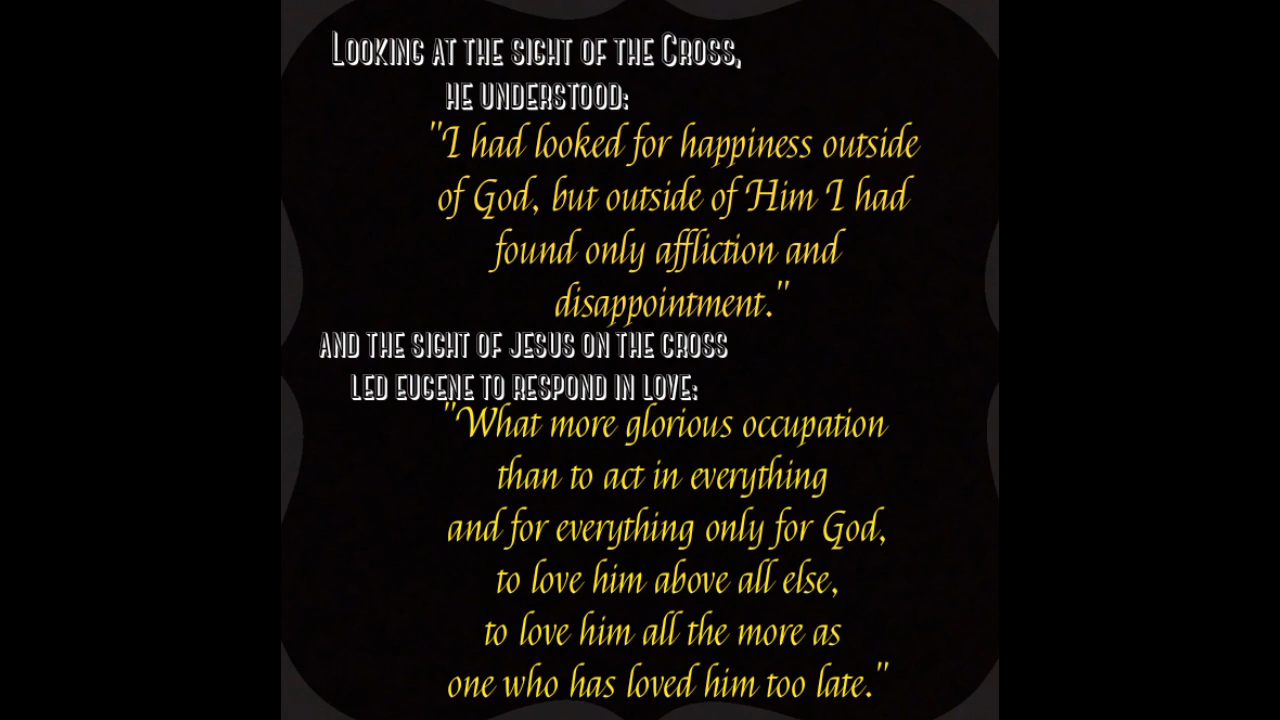 Looking at the sight of the Cross,
he understood:
"I had looked for happiness outside
of God, but outside of Him I had
found only affliction and
disappointment."
and the sight of Jesus on the cross
led Eugene to respond in love:
"What more glorious occupation
than to act in everything
and for everything only for God,
to love him above all else,
to love him all the more as
one who has loved him too late."